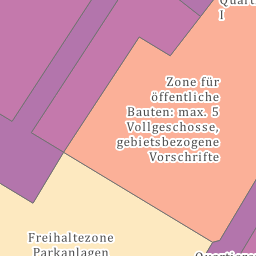 I
Zone für
öffentliche
Bauten: max. 5
Vollgeschosse,
gebietsbezogene
Vorschrifte
Freihaltezone
Parkanlagen